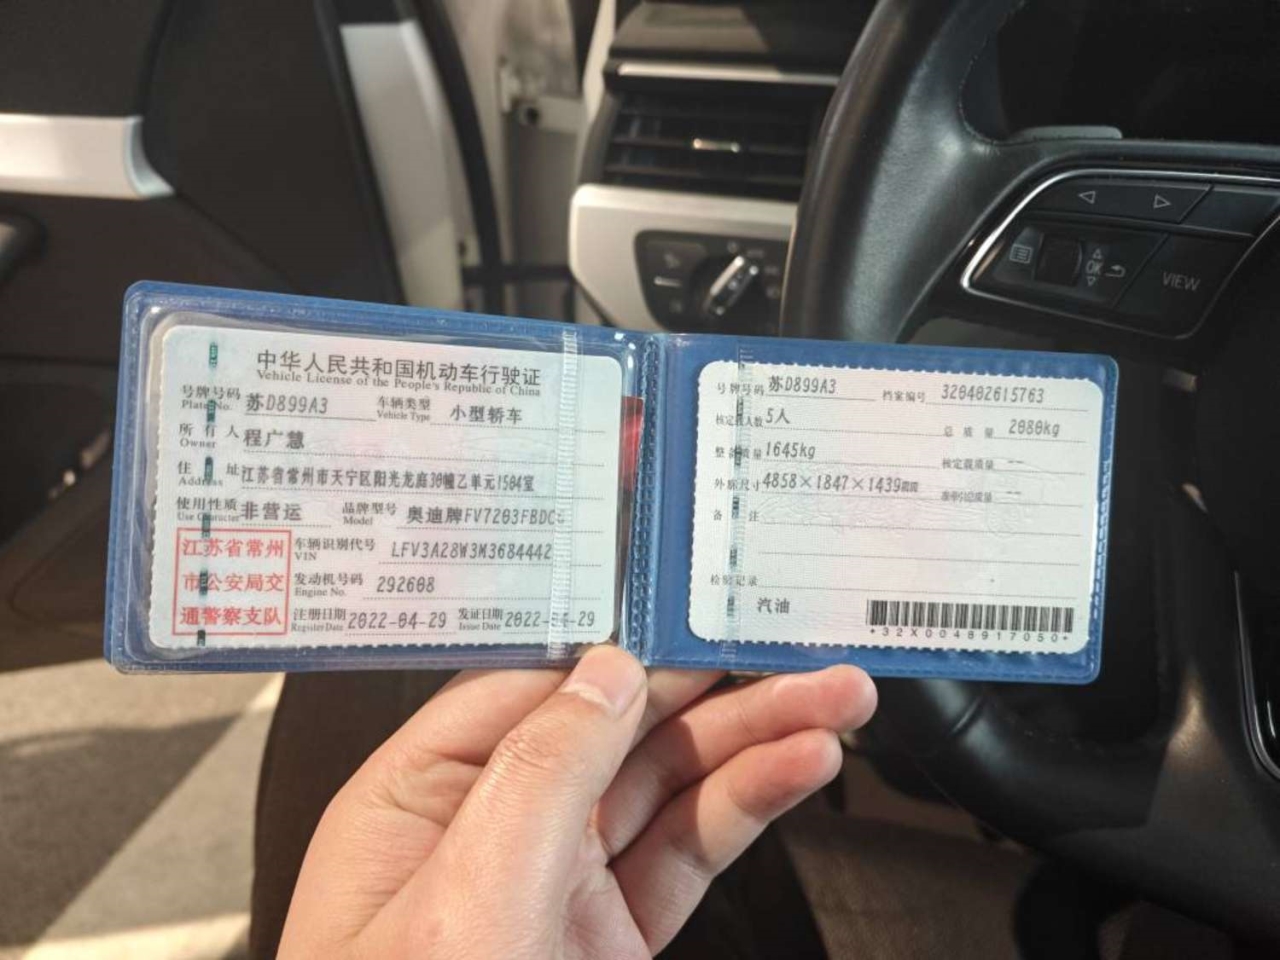 中华人民共和国机动车行驶证
Vehicle License of the People's Republic of China
号牌号码 苏D899A3 车辆类型 小型轿车
Plate No. Vehicle Type
所有人 程广慧
Owner
住址 江苏省常州市天宁区阳光龙庭30幢乙单元1504室
Address
使用性质 非营运 品牌型号 奥迪牌FV7203FBDCG
Use Character Model
江苏省常州
市公安局交
通警察支队
车辆识别代号 LFV3A28W3M3684442
VIN
发动机号码 292608
Engine No.
注册日期 2022-04-29 发证日期 2022-04-29
Register Date Issue Date
号牌号码 苏D899A3 档案编号 320402615763
核定载人数 5人 总质量 2080kg
整备质量 1645kg 核定载质量 --
外廓尺寸 4858×1847×1439mm 准牵引总质量 --
备注
检验记录
汽油
*32X0048917050*
◁ ▷
OK
VIEW